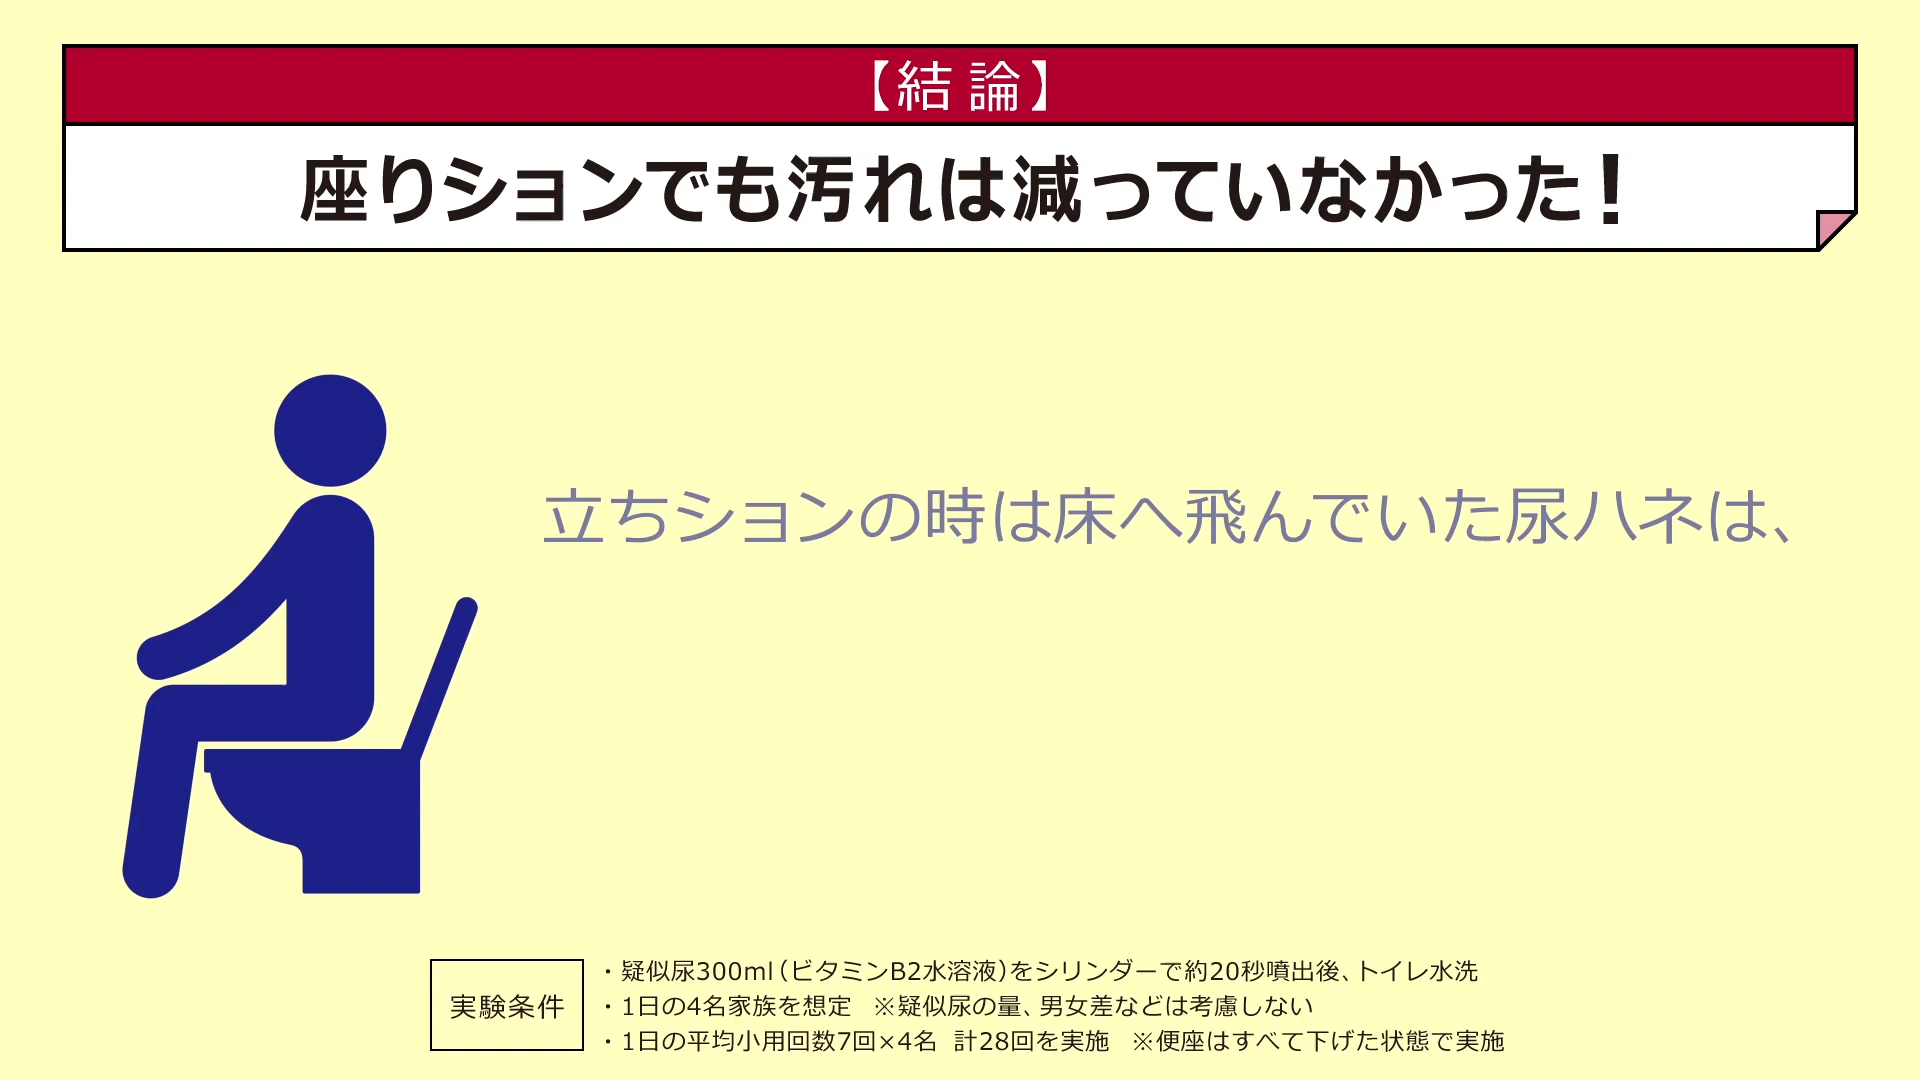 【結論】
座りションでも汚れは減っていなかった！
立ちションの時は床へ飛んでいた尿ハネは、
実験条件
・疑似尿300ml（ビタミンB2水溶液）をシリンダーで約20秒噴出後、トイレ水洗
・1日の4名家族を想定　※疑似尿の量、男女差などは考慮しない
・1日の平均小用回数7回×4名　計28回を実施　※便座はすべて下げた状態で実施